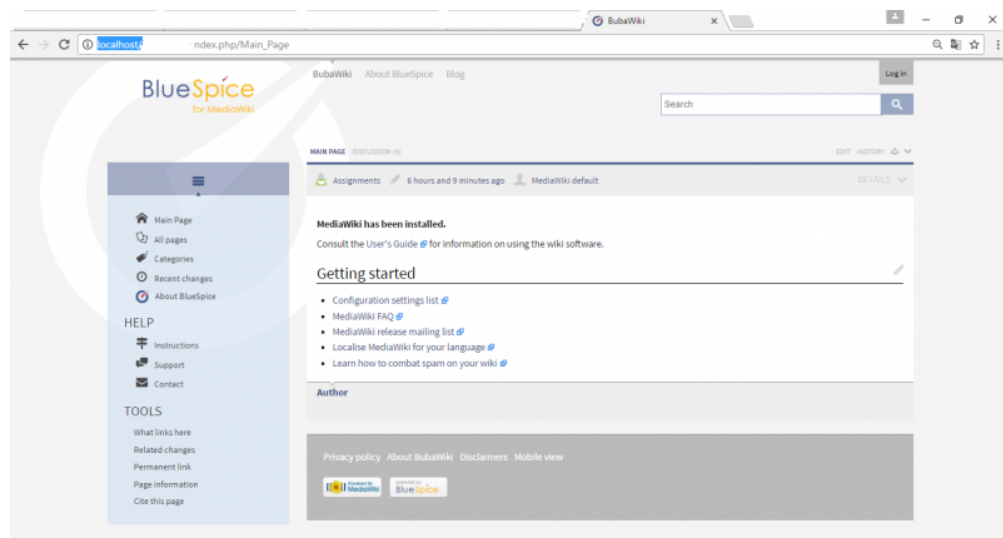 BubaWiki
localhost/ ndex.php/Main_Page
BlueSpice
for MediaWiki
BubaWiki About BlueSpice Blog
Log in
Search
MAIN PAGE DISCUSSION (0)
EDIT HISTORY
Assignments 6 hours and 9 minutes ago MediaWiki default
DETAILS
Main Page
All pages
Categories
Recent changes
About BlueSpice
HELP
Instructions
Support
Contact
TOOLS
What links here
Related changes
Permanent link
Page information
Cite this page
MediaWiki has been installed.
Consult the User's Guide for information on using the wiki software.
Getting started
Configuration settings list
MediaWiki FAQ
MediaWiki release mailing list
Localise MediaWiki for your language
Learn how to combat spam on your wiki
Author
Privacy policy About BubaWiki Disclaimers Mobile view
Powered By
MediaWiki
powered by
BlueSpice